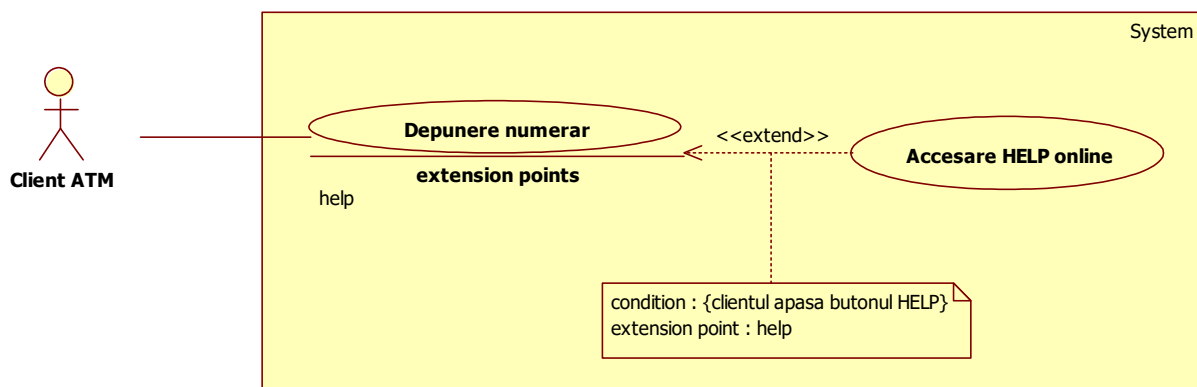 System
Client ATM
Depunere numerar
extension points
help
<<extend>>
Accesare HELP online
condition : {clientul apasa butonul HELP}
extension point : help